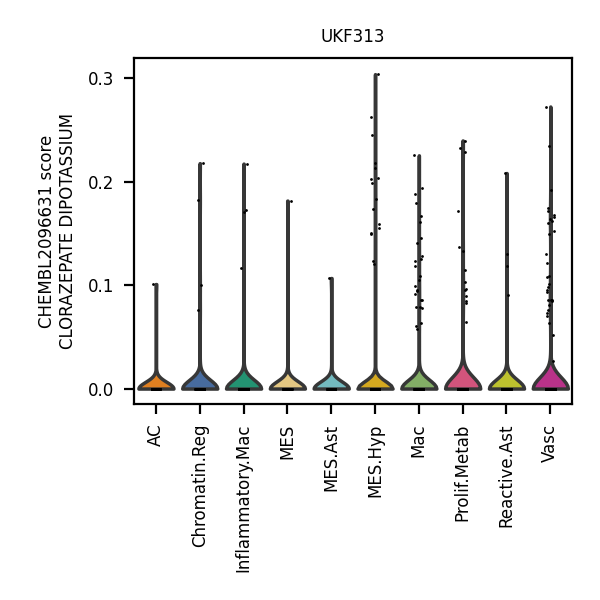 UKF313
CHEMBL2096631 score
CLORAZEPATE DIPOTASSIUM
0.3
0.2
0.1
0.0
AC
Chromatin.Reg
Inflammatory.Mac
MES
MES.Ast
MES.Hyp
Mac
Prolif.Metab
Reactive.Ast
Vasc